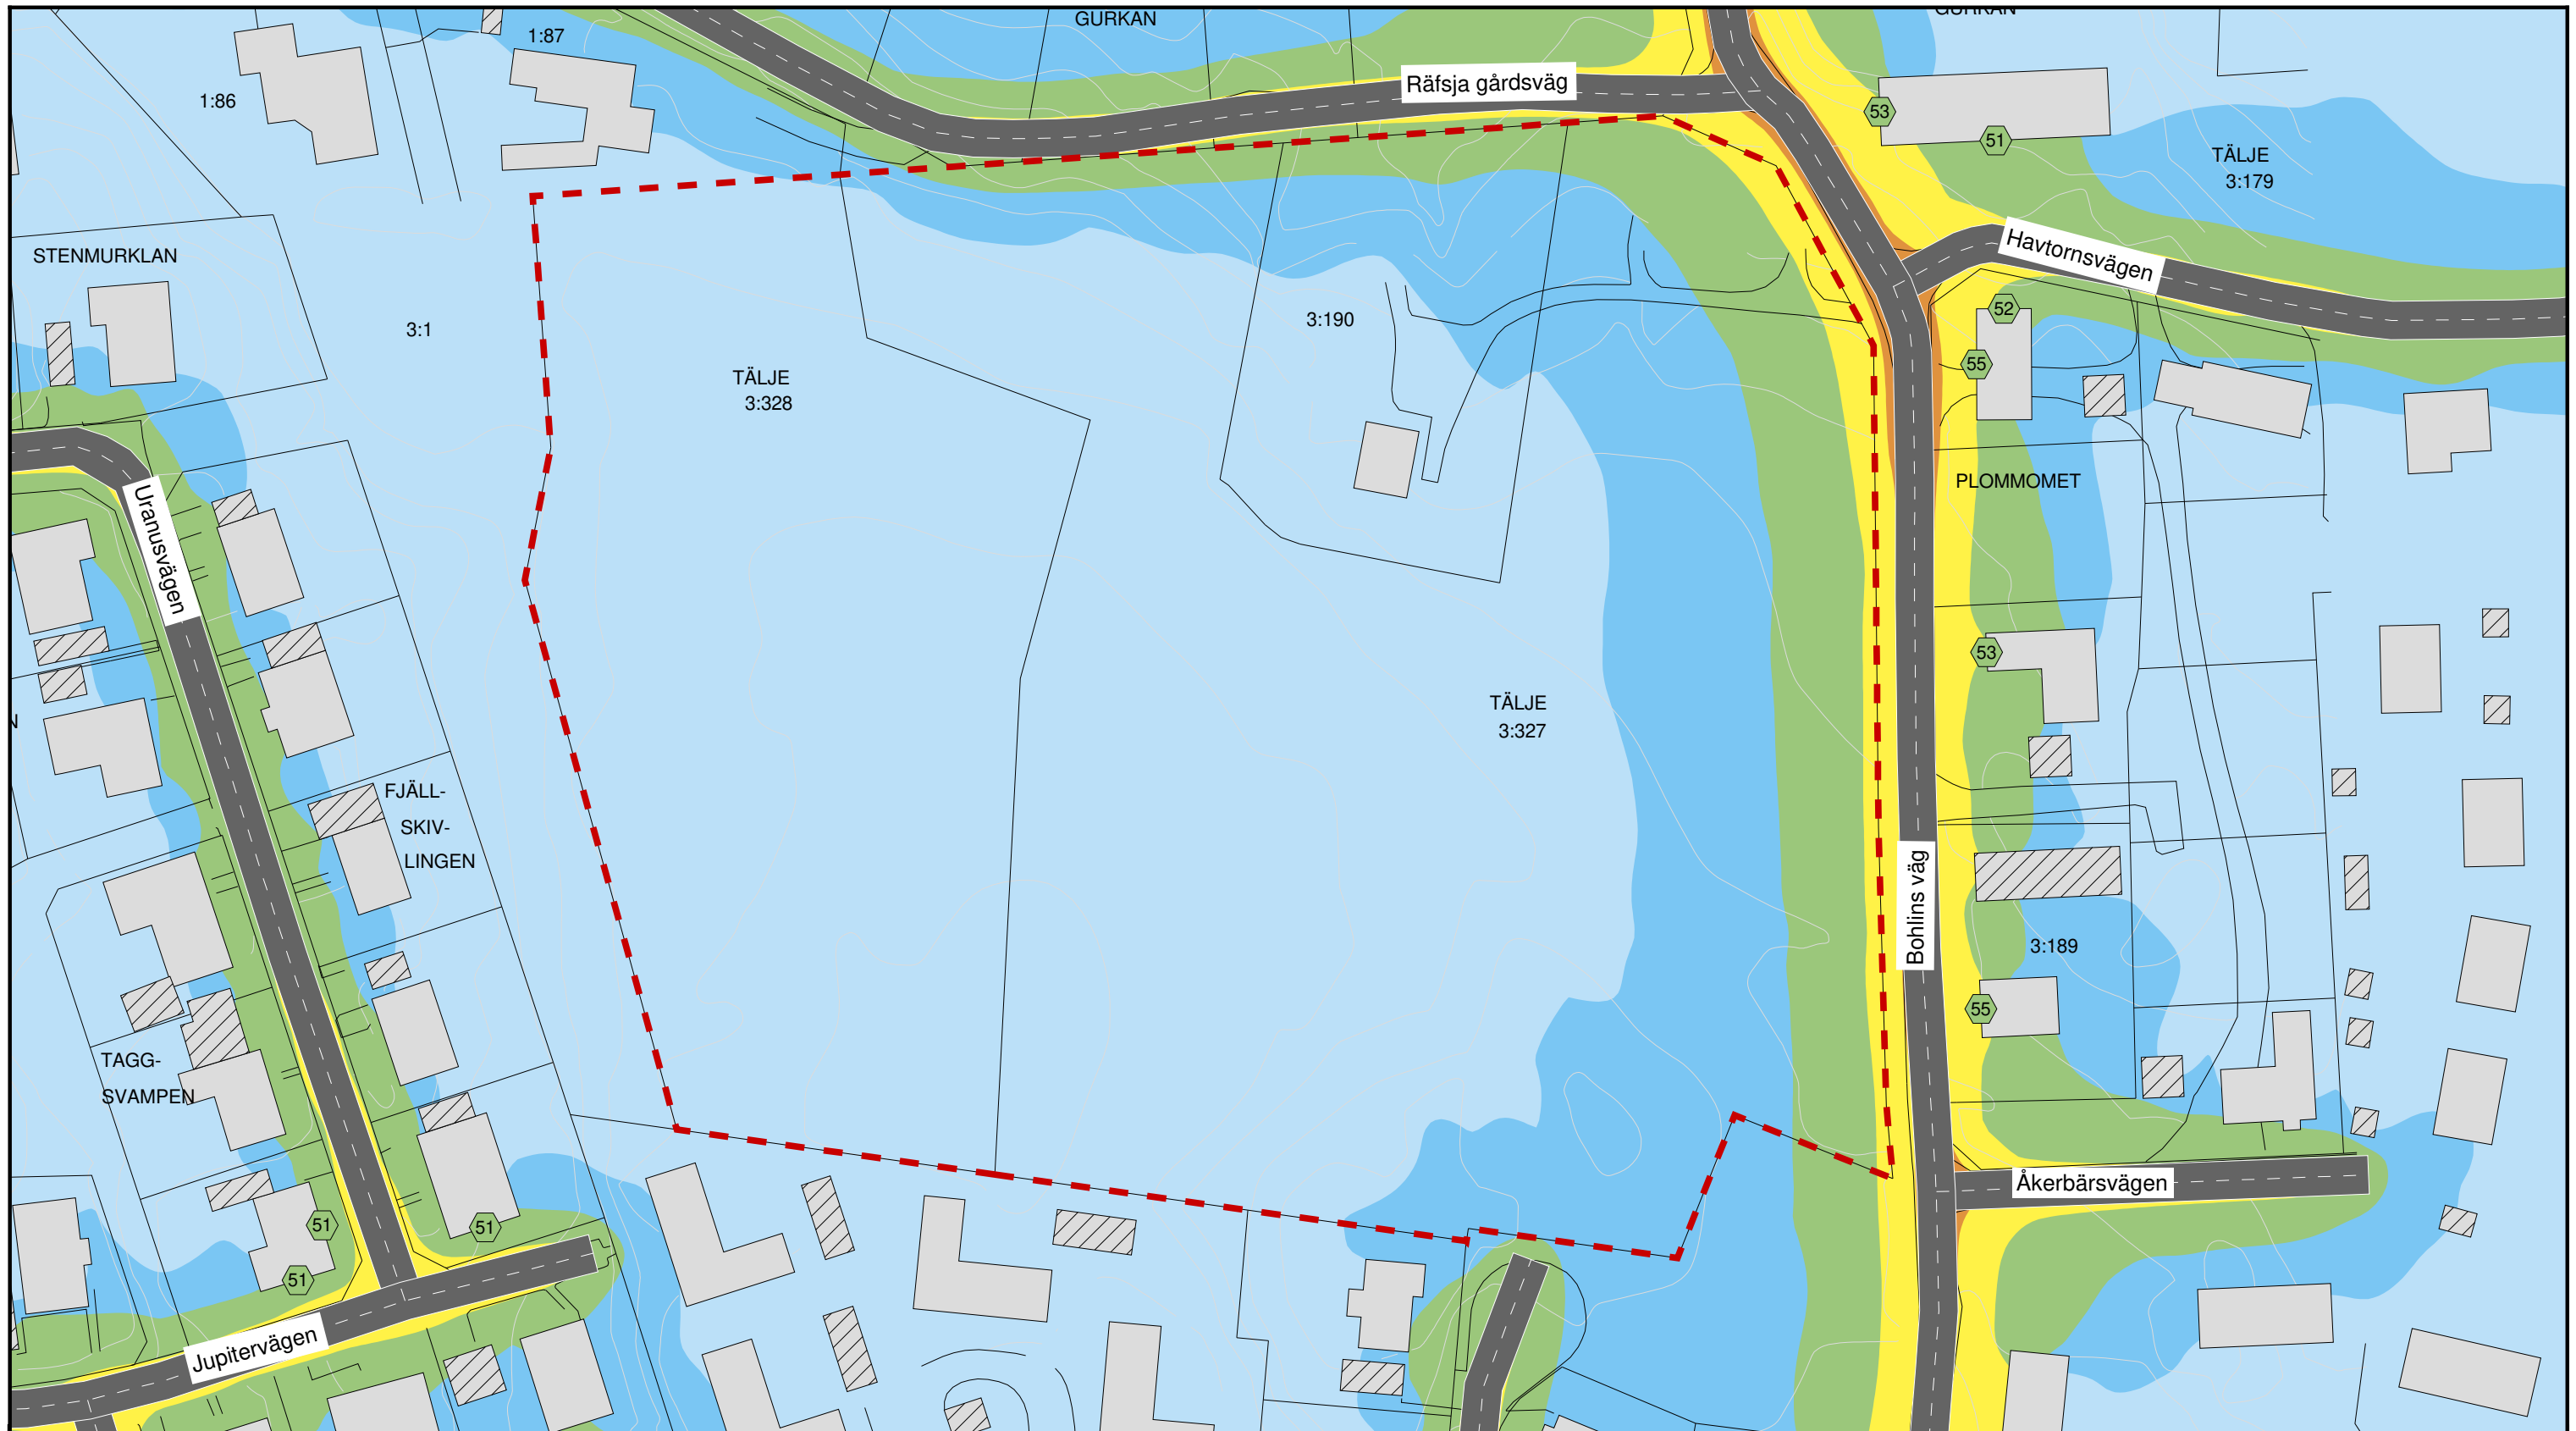 GURKAN
GURKAN
1:87
1:86
Räfsja gårdsväg
53
51
TÄLJE
3:179
STENMURKLAN
Havtornsvägen
3:1
3:190
52
55
TÄLJE
3:328
PLOMMOMET
Uranusvägen
53
TÄLJE
3:327
N
FJÄLL-
SKIV-
LINGEN
Bohlins väg
3:189
55
TAGG-
SVAMPEN
Åkerbärsvägen
51
51
51
Jupitervägen